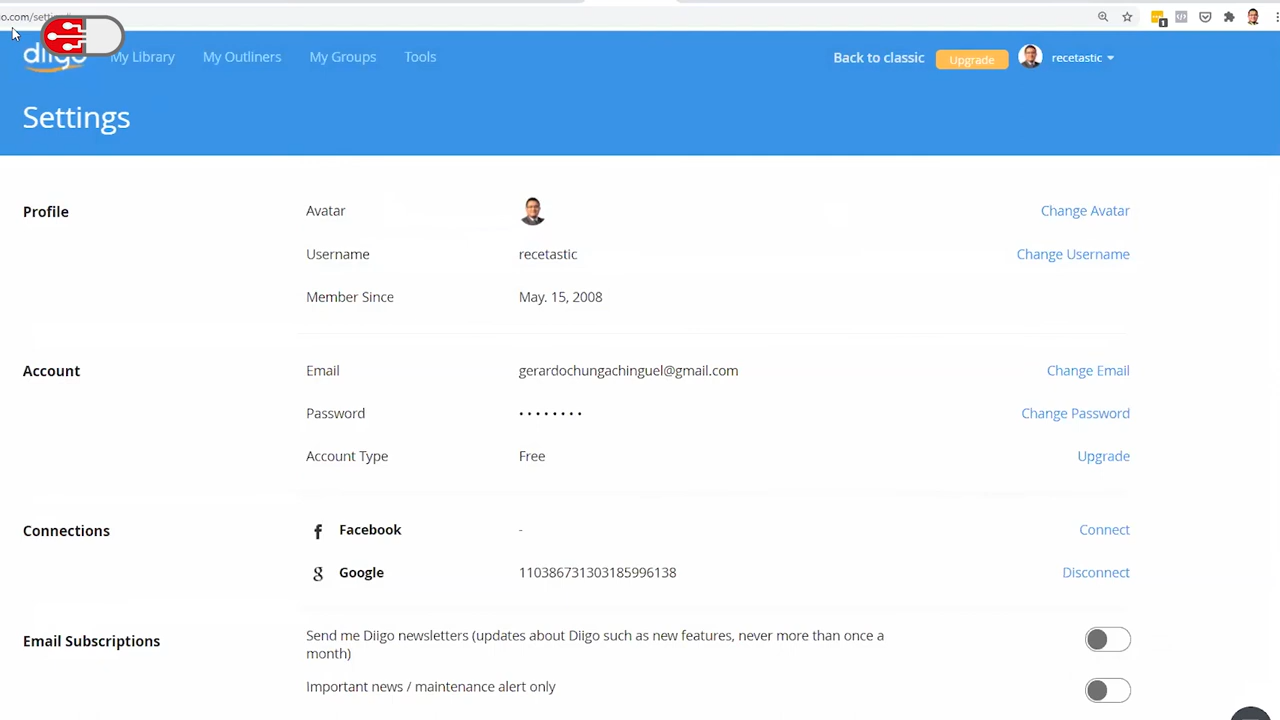 o.com/sett
diigo
My Library My Outliners My Groups Tools Back to classic Upgrade recetastic
Settings
Profile Avatar Change Avatar
Username recetastic Change Username
Member Since May. 15, 2008
Account Email gerardochungachinguel@gmail.com Change Email
Password •••••••• Change Password
Account Type Free Upgrade
Connections Facebook - Connect
Google 110386731303185996138 Disconnect
Email Subscriptions Send me Diigo newsletters (updates about Diigo such as new features, never more than once a
month)
Important news / maintenance alert only